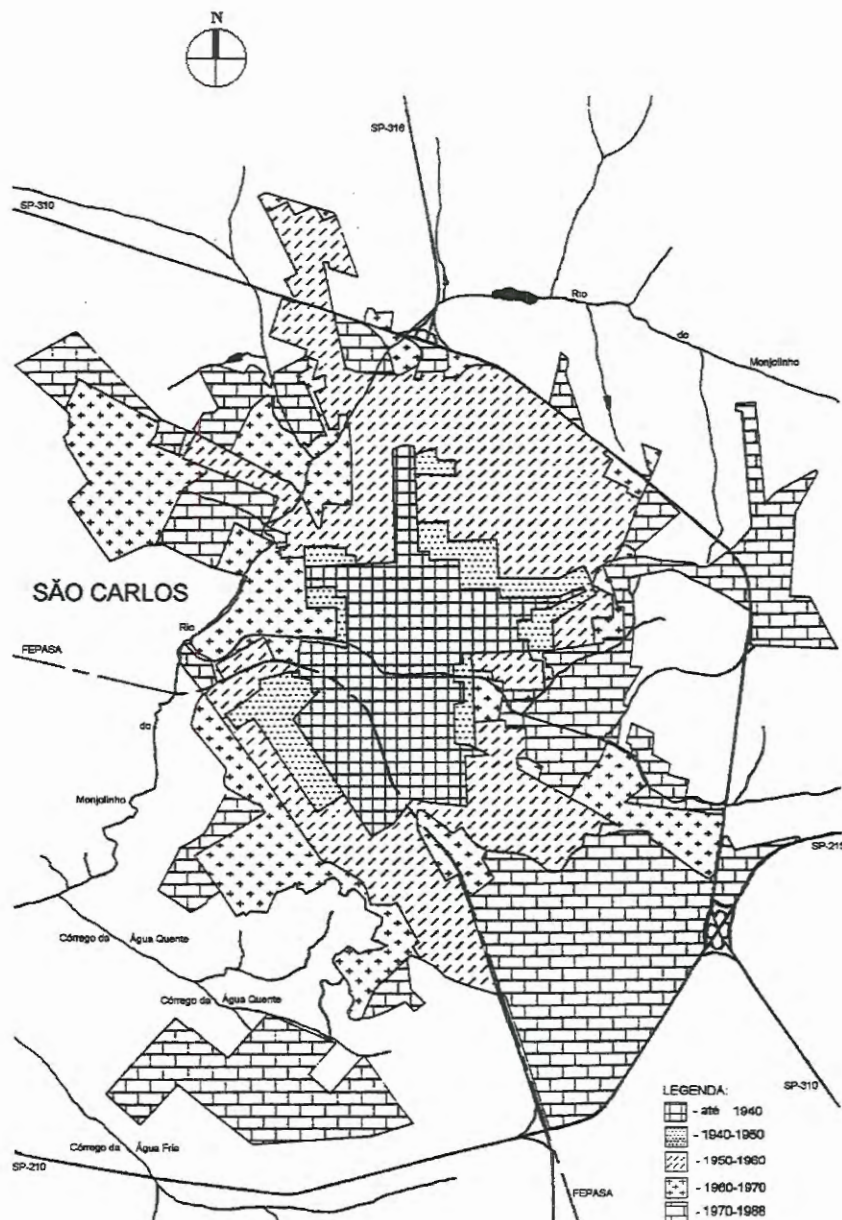 N
SP-316
SP-310
Rio
do
Monjolinho
SÃO CARLOS
Rio
FEPASA
do
Monjolinho
SP-215
Córrego da Água Quente
Córrego da Água Quente
SP-310
LEGENDA:
- até 1940
- 1940-1950
- 1950-1960
- 1960-1970
- 1970-1988
Córrego da Água Fria
SP-210
FEPASA